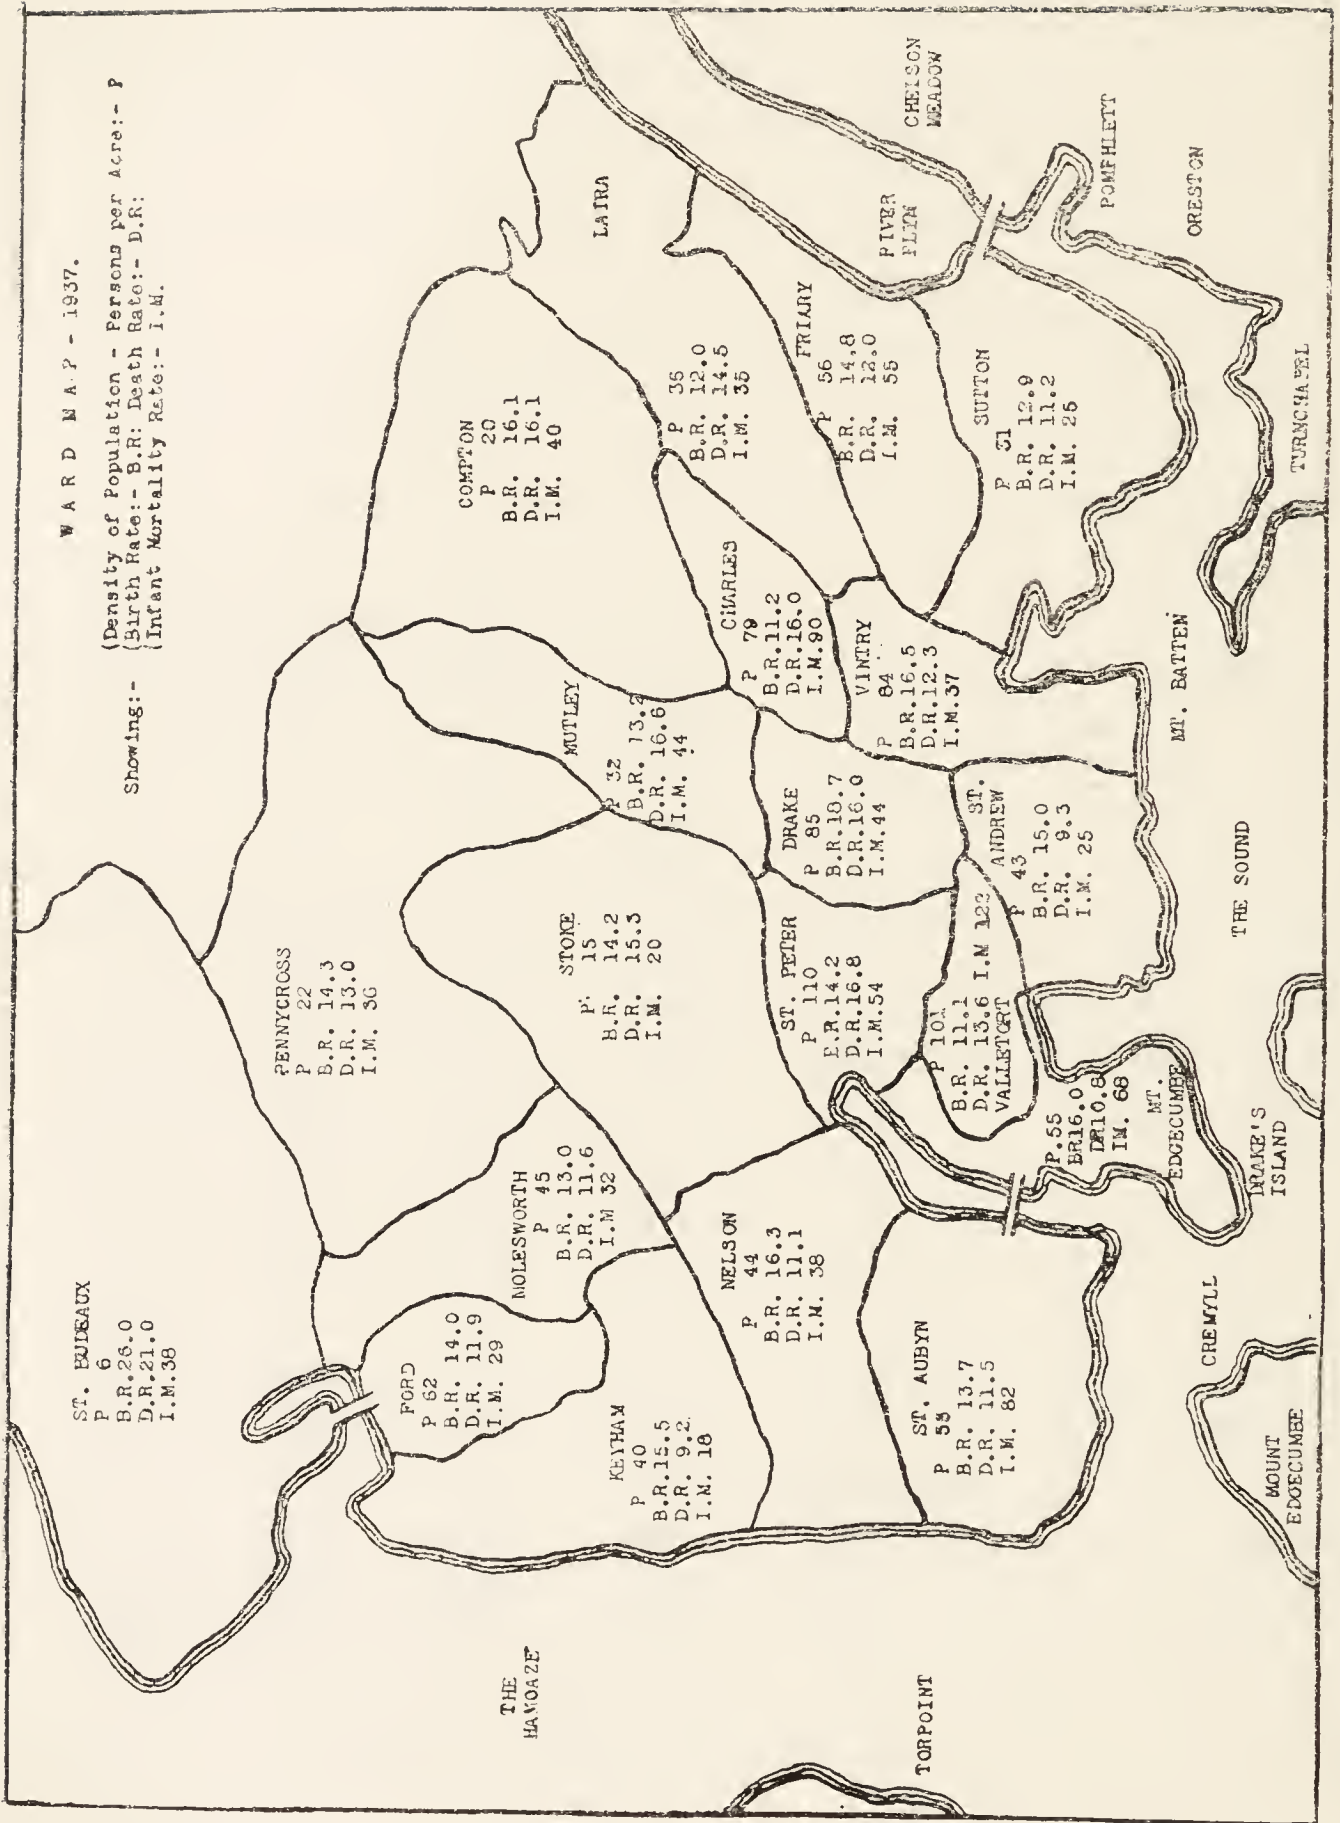 WARD MAP - 1937.
Showing:-
(Density of Population - Persons per Acre:- P
(Birth Rate:- B.R: Death Rate:- D.R:
(Infant Mortality Rate:- I.M.
ST. BUDEAUX
P 6
B.R.26.0
D.R.21.0
I.M.38
PENNYCROSS
P 22
B.R. 14.3
D.R. 13.0
I.M. 36
COMPTON
P 20
B.R. 16.1
D.R. 16.1
I.M. 40
LAIRA
P 36
B.R. 12.0
D.R. 14.5
I.M. 35
MUTLEY
P 32
B.R. 13.2
D.R. 16.6
I.M. 44
STOKE
P. 15
B.R. 14.2
D.R. 15.3
I.M. 20
MOLESWORTH
P 45
B.R. 13.0
D.R. 11.6
I.M 32
FORD
P 62
B.R. 14.0
D.R. 11.9
I.M. 29
KEYHAM
P 40
B.R.15.5
D.R. 9.2
I.M. 18
NELSON
P 44
B.R. 16.3
D.R. 11.1
I.M. 38
ST. AUBYN
P 53
B.R. 13.7
D.R. 11.5
I.M. 82
ST. PETER
P 110
B.R.14.2
D.R.16.8
I.M.54
DRAKE
P 85
B.R.18.7
D.R.16.0
I.M.44
CHARLES
P 79
B.R.11.2
D.R.16.0
I.M.90
VINTRY
P 84
B.R.16.5
D.R.12.3
I.M.37
FRIARY
P 56
B.R. 14.8
D.R. 12.0
I.M. 55
SUTTON
P 31
B.R. 12.9
D.R. 11.2
I.M. 25
ST.
ANDREW
P 43
B.R. 15.0
D.R. 9.3
I.M. 25
P 101
B.R. 11.1
D.R. 13.6 I.M
VALLETORT
P.55
BR16.0
DR10.8
IM. 68
MT.
EDGECUMBE
DRAKE'S
ISLAND
THE SOUND
MT. BATTEN
TURNCHAPEL
ORESTON
POMPHLETT
CHELSON
MEADOW
RIVER
PLYM
THE
HAMOAZE
TORPOINT
CREMYLL
MOUNT
EDGECUMBE